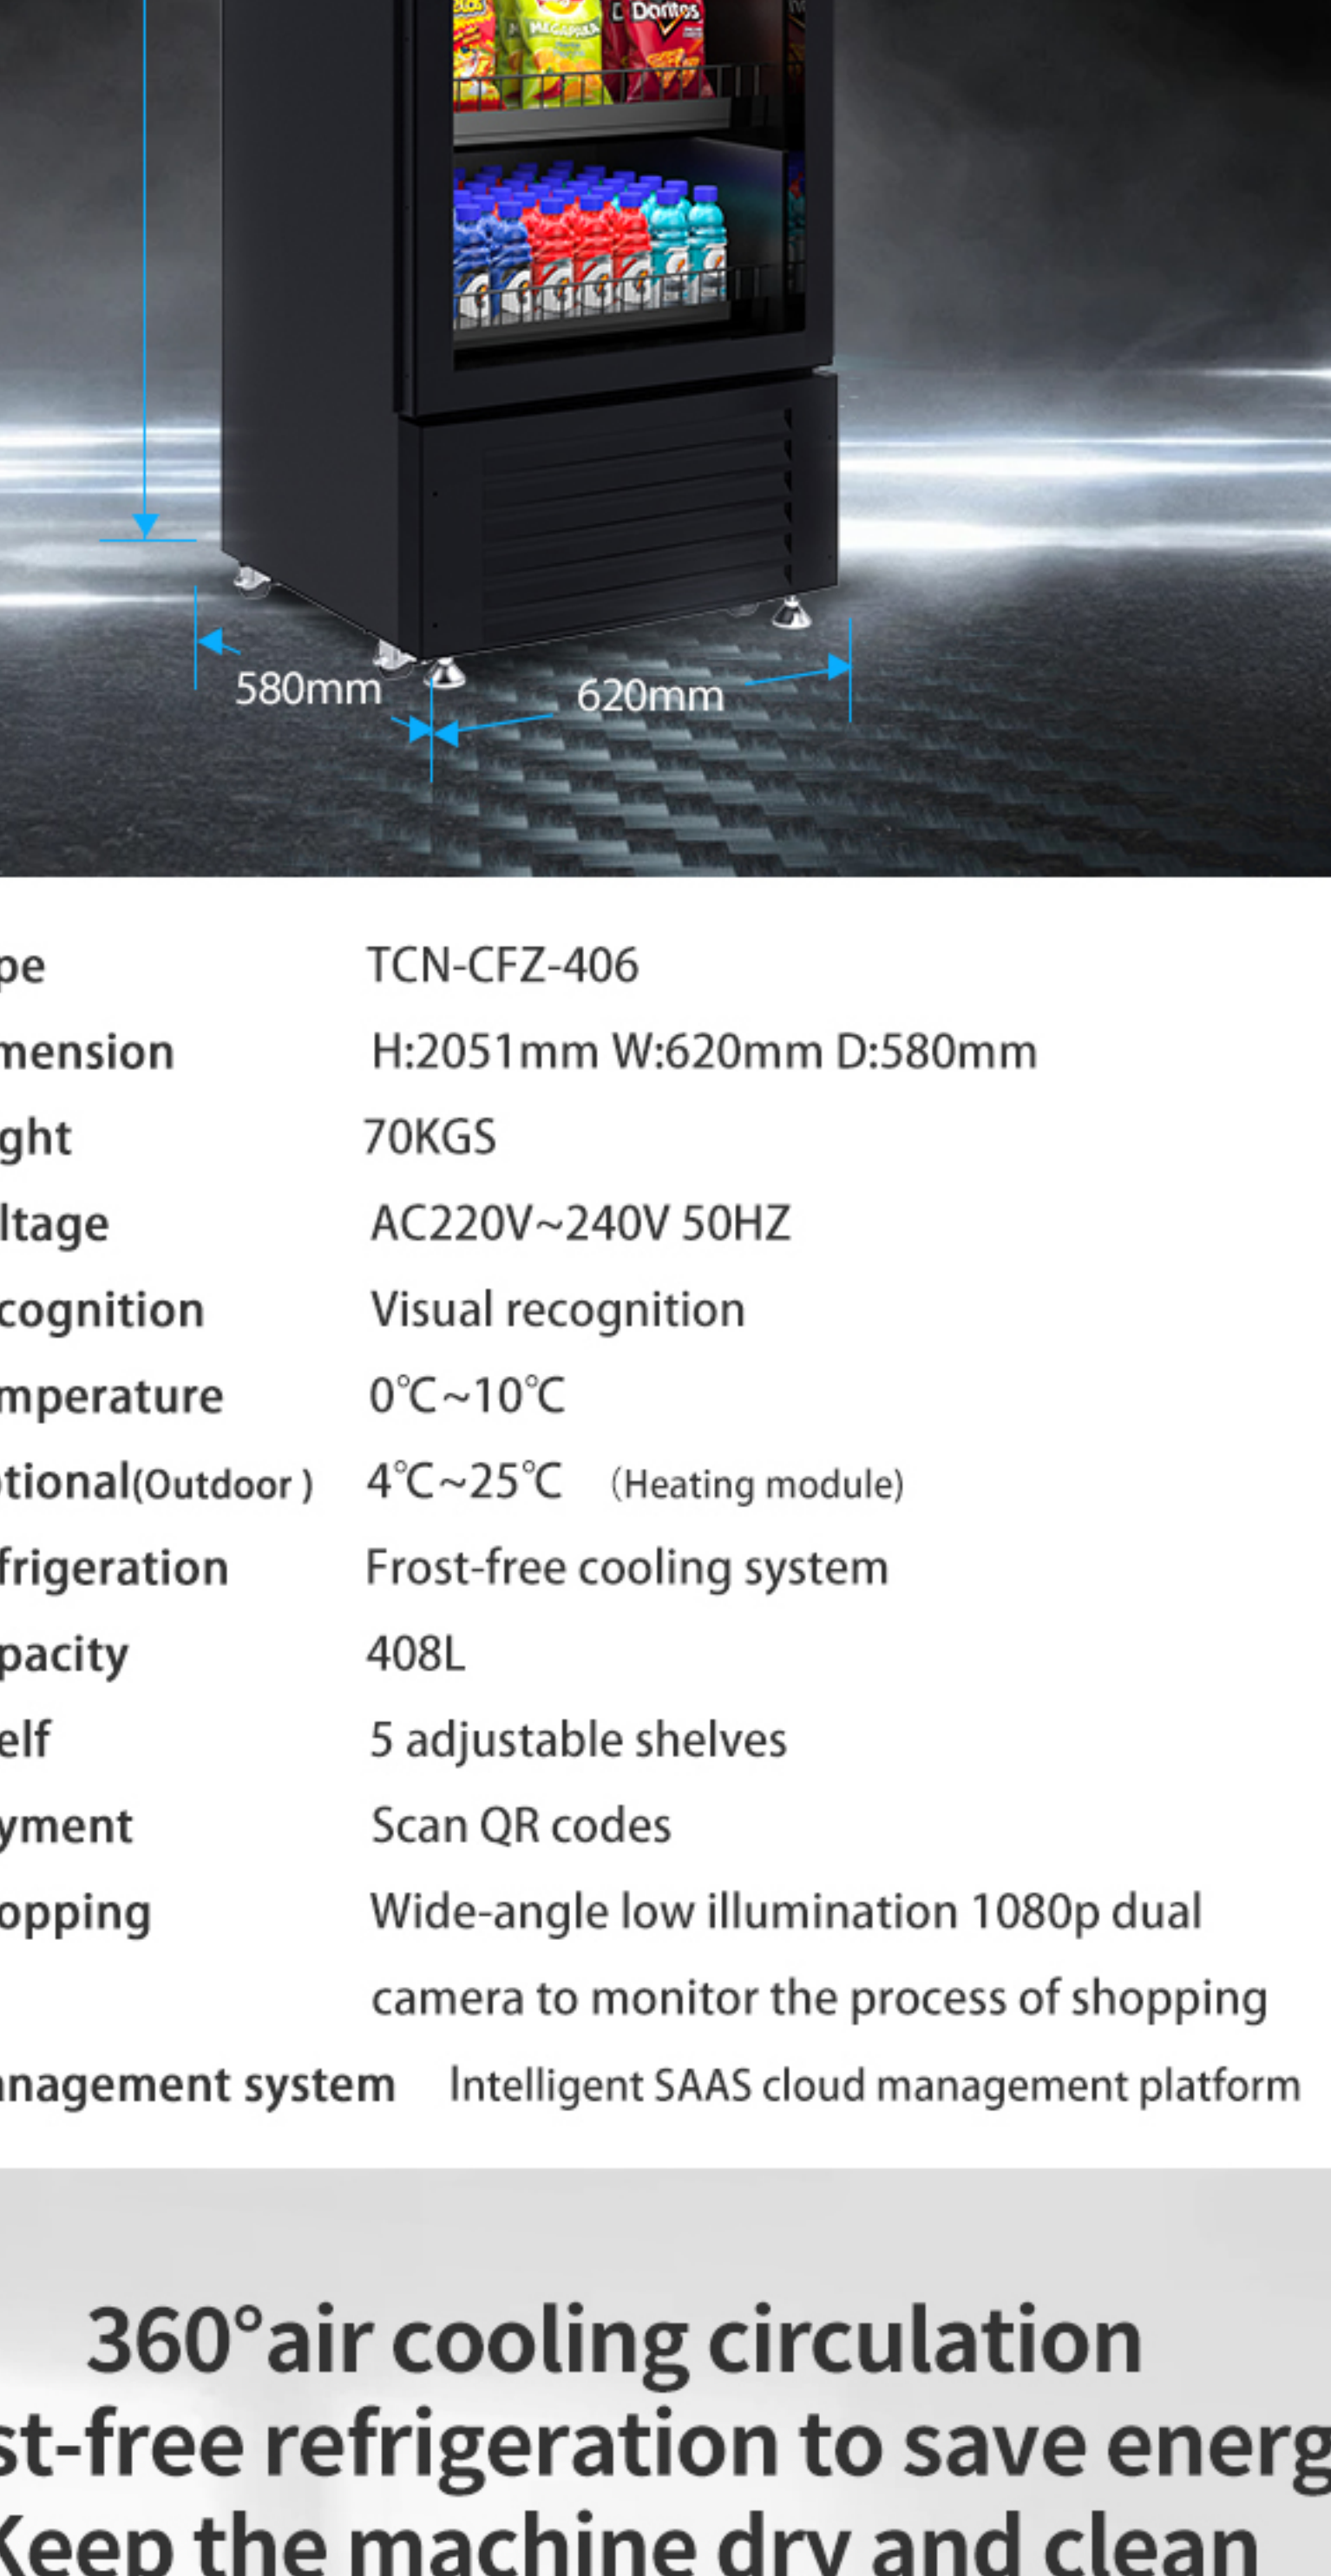 Doritos
MEGAPAKA
580mm
620mm
pe TCN-CFZ-406
mension H:2051mm W:620mm D:580mm
ght 70KGS
ltage AC220V~240V 50HZ
cognition Visual recognition
mperature 0℃~10℃
tional(Outdoor ) 4℃~25℃ (Heating module)
frigeration Frost-free cooling system
pacity 408L
elf 5 adjustable shelves
yment Scan QR codes
opping Wide-angle low illumination 1080p dual
camera to monitor the process of shopping
nagement system Intelligent SAAS cloud management platform
360°air cooling circulation
st-free refrigeration to save energ
Keep the machine dry and clean